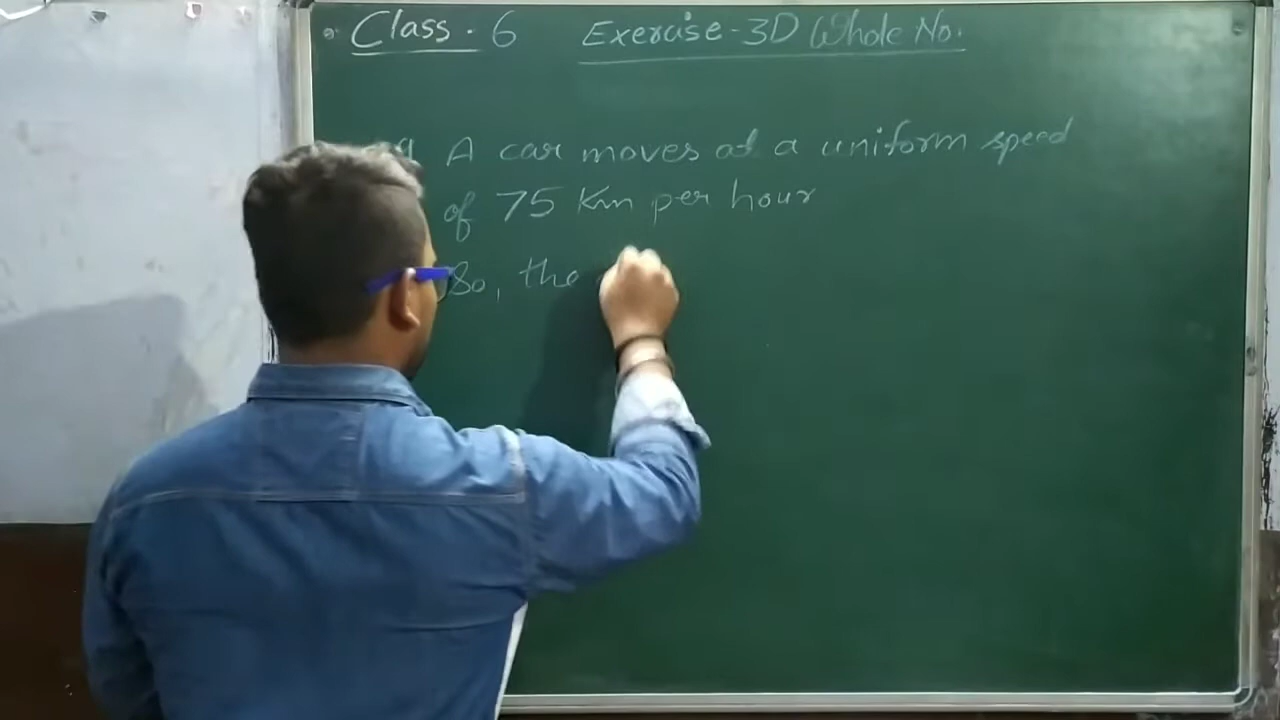 Class. 6 Exercise-3D Whole No.
A car moves at a uniform speed
of 75 Km per hour
So, the